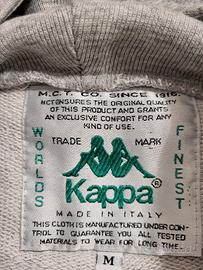 M.C.T. CO. SINCE 1916.
MCT ENSURES THE ORIGINAL QUALITY
OF THIS PRODUCT AND GRANTS
AN EXCLUSIVE COMFORT FOR ANY
KIND OF USE.
TRADE MARK
WORLDS
FINEST
Kappa®
MADE IN ITALY
THIS CLOTH IS MANUFACTURED UNDER CON-
TROL TO GUARANTEE YOU ALL TESTED
MATERIALS TO WEAR FOR LONG TIME.
M